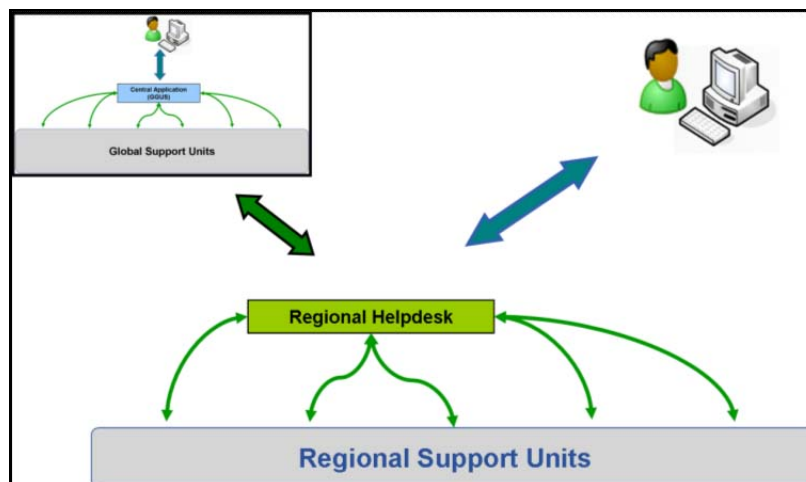 Central Application
(GGUS)
Global Support Units
Regional Helpdesk
Regional Support Units